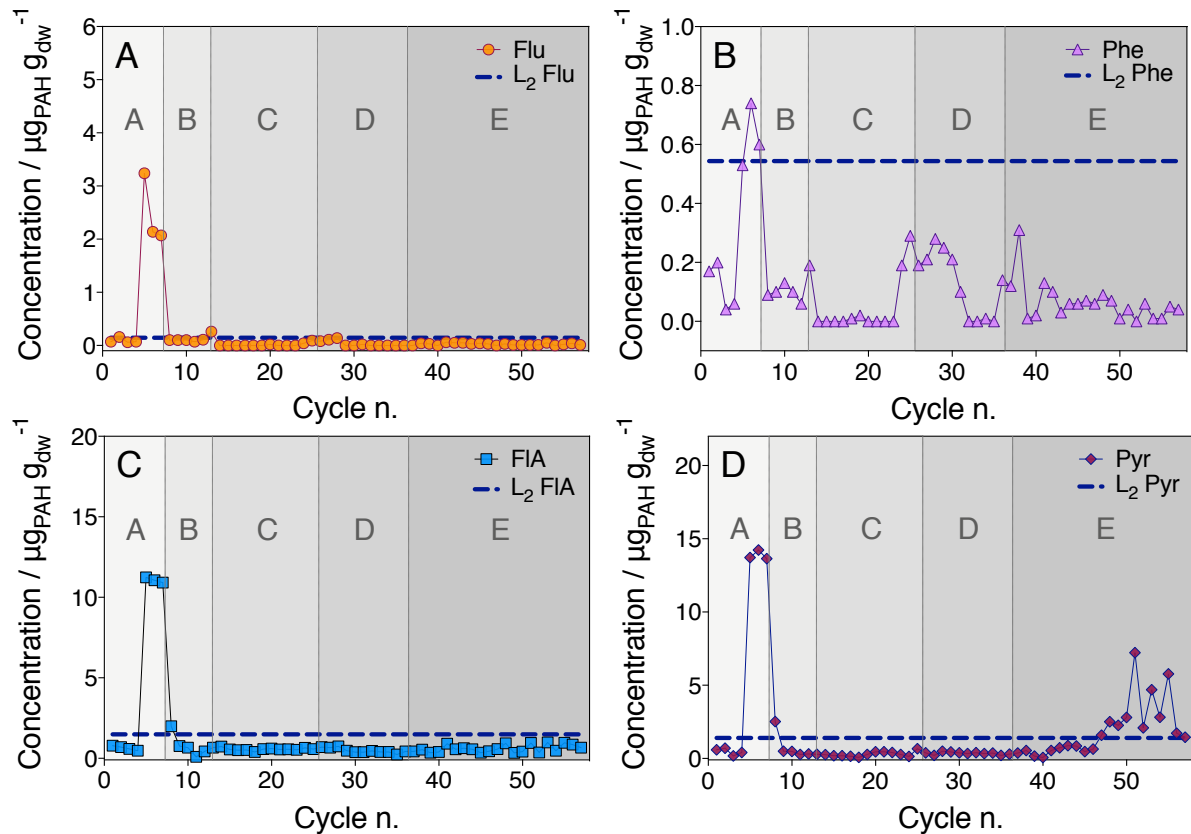 A
Flu
L2 Flu
A B C D E
6
5
4
3
2
1
0
0 10 20 30 40 50
Cycle n.
Concentration / µgPAH gdw-1
B
Phe
L2 Phe
A B C D E
1.0
0.8
0.6
0.4
0.2
0.0
0 10 20 30 40 50
Cycle n.
Concentration / µgPAH gdw-1
C
FlA
L2 FlA
A B C D E
20
15
10
5
0
0 10 20 30 40 50
Cycle n.
Concentration / µgPAH gdw-1
D
Pyr
L2 Pyr
A B C D E
20
15
10
5
0
0 10 20 30 40 50
Cycle n.
Concentration / µgPAH gdw-1